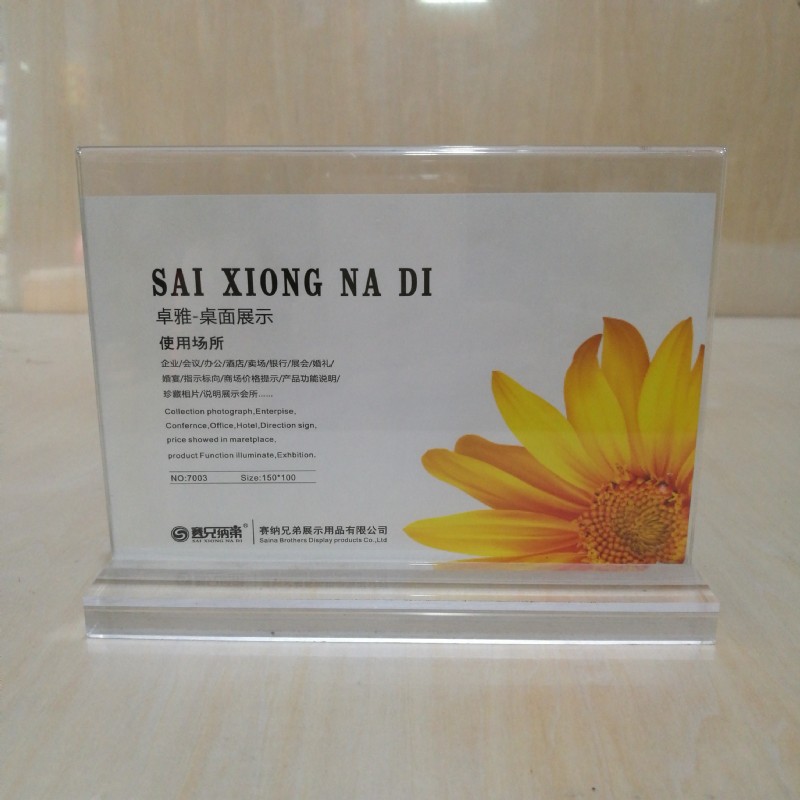 SAI XIONG NA DI
卓雅-桌面展示
使用场所
企业/会议/办公/酒店/卖场/银行/展会/婚礼/
婚宴/指示标向/商场价格提示/产品功能说明/
珍藏相片/说明展示会所......
Collection photograph,Enterpise,
Confernce,Office,Hotel,Direction sign,
price showed in maretplace,
product Function illuminate,Exhbition.
NO:7003 Size:150*100
赛兄纳弟® 赛纳兄弟展示用品有限公司
SAI XIONG NA DI Saina Brothers Display products Co.,Ltd